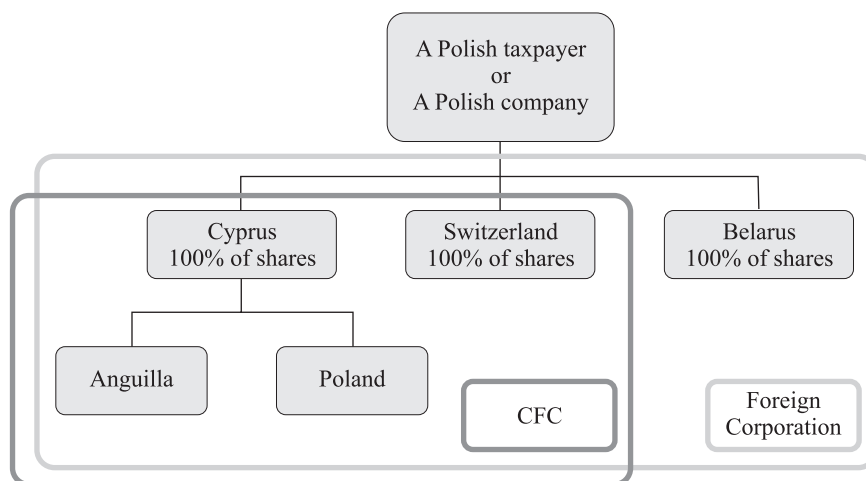 A Polish taxpayer
or
A Polish company
Cyprus
100% of shares
Switzerland
100% of shares
Belarus
100% of shares
Anguilla
Poland
CFC
Foreign
Corporation